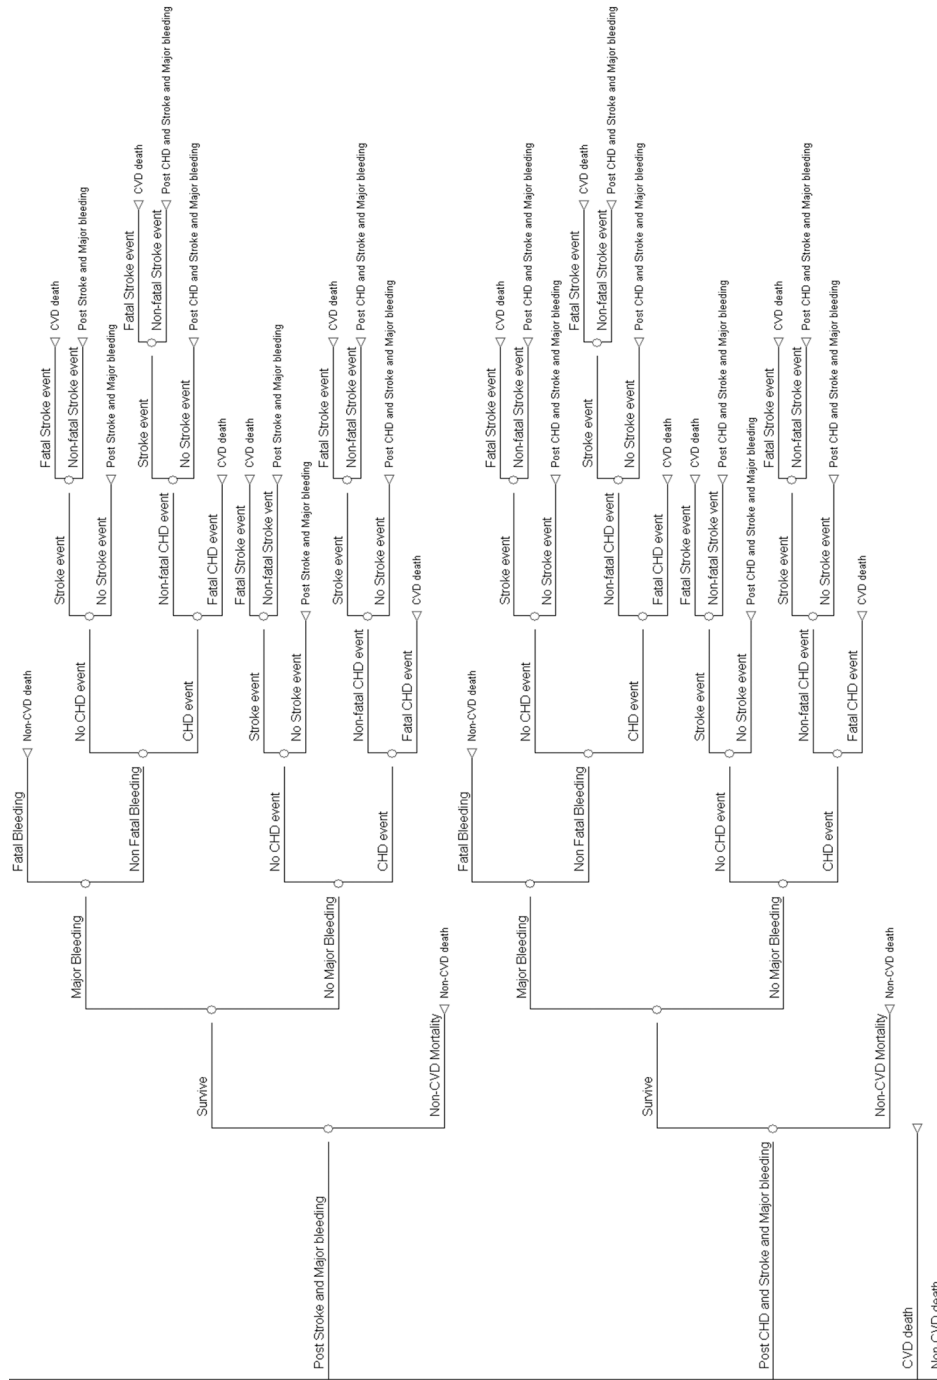 Post Stroke and Major bleeding
Survive
Major Bleeding
Fatal Bleeding
Non-CVD death
Non Fatal Bleeding
No CHD event
Stroke event
Fatal Stroke event
CVD death
Non-fatal Stroke event
Post Stroke and Major bleeding
No Stroke event
Post Stroke and Major bleeding
CHD event
Non-fatal CHD event
Stroke event
Fatal Stroke event
CVD death
Non-fatal Stroke event
Post CHD and Stroke and Major bleeding
No Stroke event
Post CHD and Stroke and Major bleeding
Fatal CHD event
CVD death
No Major Bleeding
No CHD event
Stroke event
Fatal Stroke event
CVD death
Non-fatal Stroke vent
Post Stroke and Major bleeding
No Stroke event
Post Stroke and Major bleeding
CHD event
Non-fatal CHD event
Stroke event
Fatal Stroke event
CVD death
Non-fatal Stroke event
Post CHD and Stroke and Major bleeding
No Stroke event
Post CHD and Stroke and Major bleeding
Fatal CHD event
CVD death
Non-CVD Mortality
Non-CVD death
Post CHD and Stroke and Major bleeding
Survive
Major Bleeding
Fatal Bleeding
Non-CVD death
Non Fatal Bleeding
No CHD event
Stroke event
Fatal Stroke event
CVD death
Non-fatal Stroke event
Post CHD and Stroke and Major bleeding
No Stroke event
Post CHD and Stroke and Major bleeding
CHD event
Non-fatal CHD event
Stroke event
Fatal Stroke event
CVD death
Non-fatal Stroke event
Post CHD and Stroke and Major bleeding
No Stroke event
Post CHD and Stroke and Major bleeding
Fatal CHD event
CVD death
No Major Bleeding
No CHD event
Stroke event
Fatal Stroke event
CVD death
Non-fatal Stroke vent
Post CHD and Stroke and Major bleeding
No Stroke event
Post CHD and Stroke and Major bleeding
CHD event
Non-fatal CHD event
Stroke event
Fatal Stroke event
CVD death
Non-fatal Stroke event
Post CHD and Stroke and Major bleeding
No Stroke event
Post CHD and Stroke and Major bleeding
Fatal CHD event
CVD death
Non-CVD Mortality
Non-CVD death
CVD death
Non CVD death